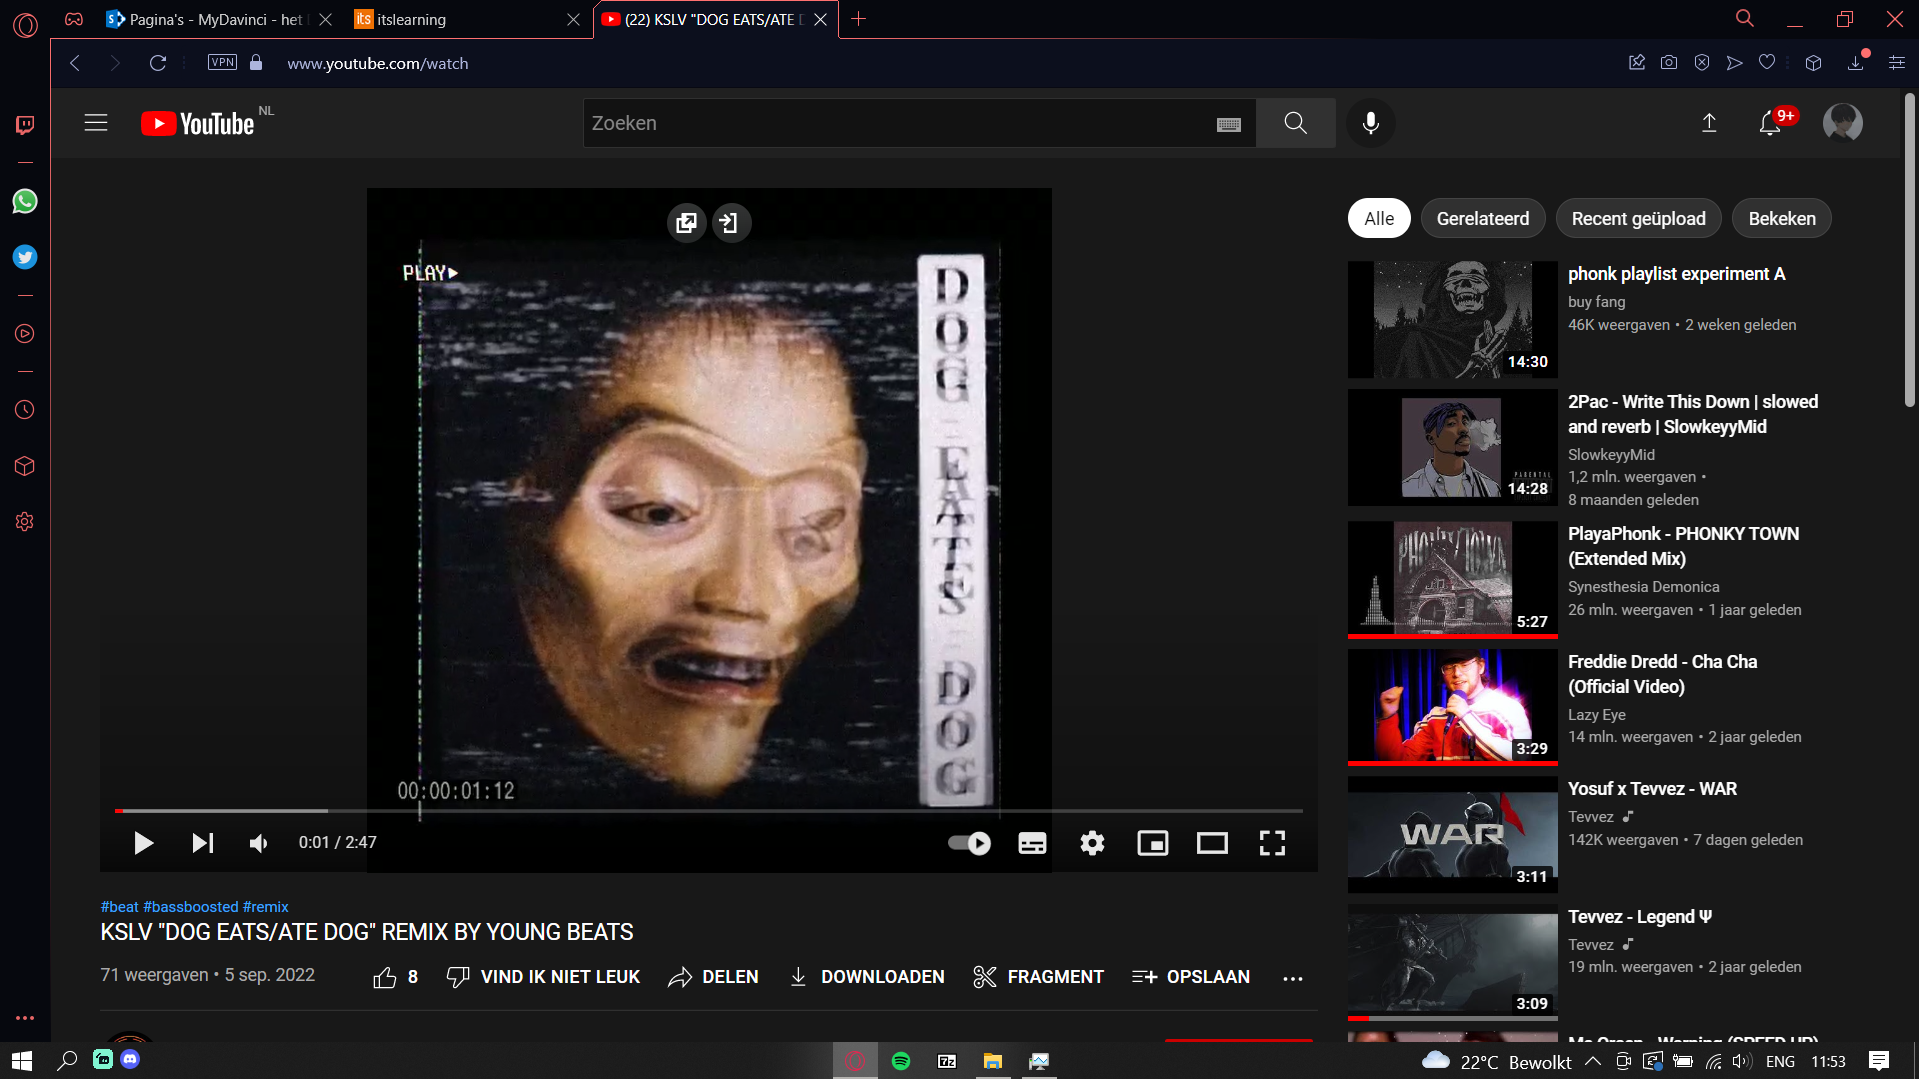 Pagina's - MyDavinci - het
itslearning
(22) KSLV "DOG EATS/ATE D
VPN
www.youtube.com/watch
YouTube NL
Zoeken
9+
PLAY
DOG - EATS - DOG
00:00:01:12
0:01 / 2:47
#beat #bassboosted #remix
KSLV "DOG EATS/ATE DOG" REMIX BY YOUNG BEATS
71 weergaven • 5 sep. 2022
8
VIND IK NIET LEUK
DELEN
DOWNLOADEN
FRAGMENT
OPSLAAN
Alle
Gerelateerd
Recent geüpload
Bekeken
14:30
phonk playlist experiment A
buy fang
46K weergaven • 2 weken geleden
PARENTAL
14:28
2Pac - Write This Down | slowed
and reverb | SlowkeyyMid
SlowkeyyMid
1,2 mln. weergaven •
8 maanden geleden
PHONKY TOWN
5:27
PlayaPhonk - PHONKY TOWN
(Extended Mix)
Synesthesia Demonica
26 mln. weergaven • 1 jaar geleden
3:29
Freddie Dredd - Cha Cha
(Official Video)
Lazy Eye
14 mln. weergaven • 2 jaar geleden
WAR
3:11
Yosuf x Tevvez - WAR
Tevvez
142K weergaven • 7 dagen geleden
3:09
Tevvez - Legend Ψ
Tevvez
19 mln. weergaven • 2 jaar geleden
7z
22°C Bewolkt
ENG
11:53